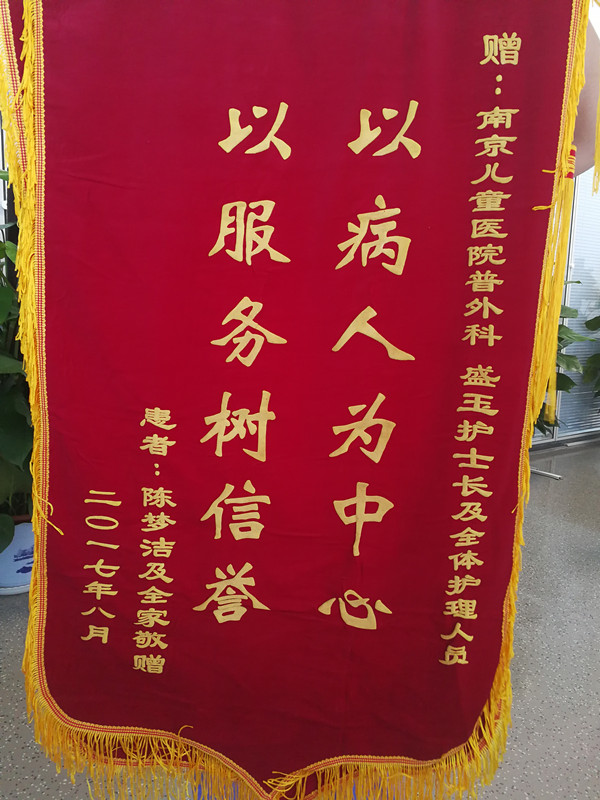 赠：南京儿童医院普外科 盛玉护士长及全体护理人员
以病人为中心
以服务树信誉
患者：陈梦洁及全家敬赠
二〇一七年八月